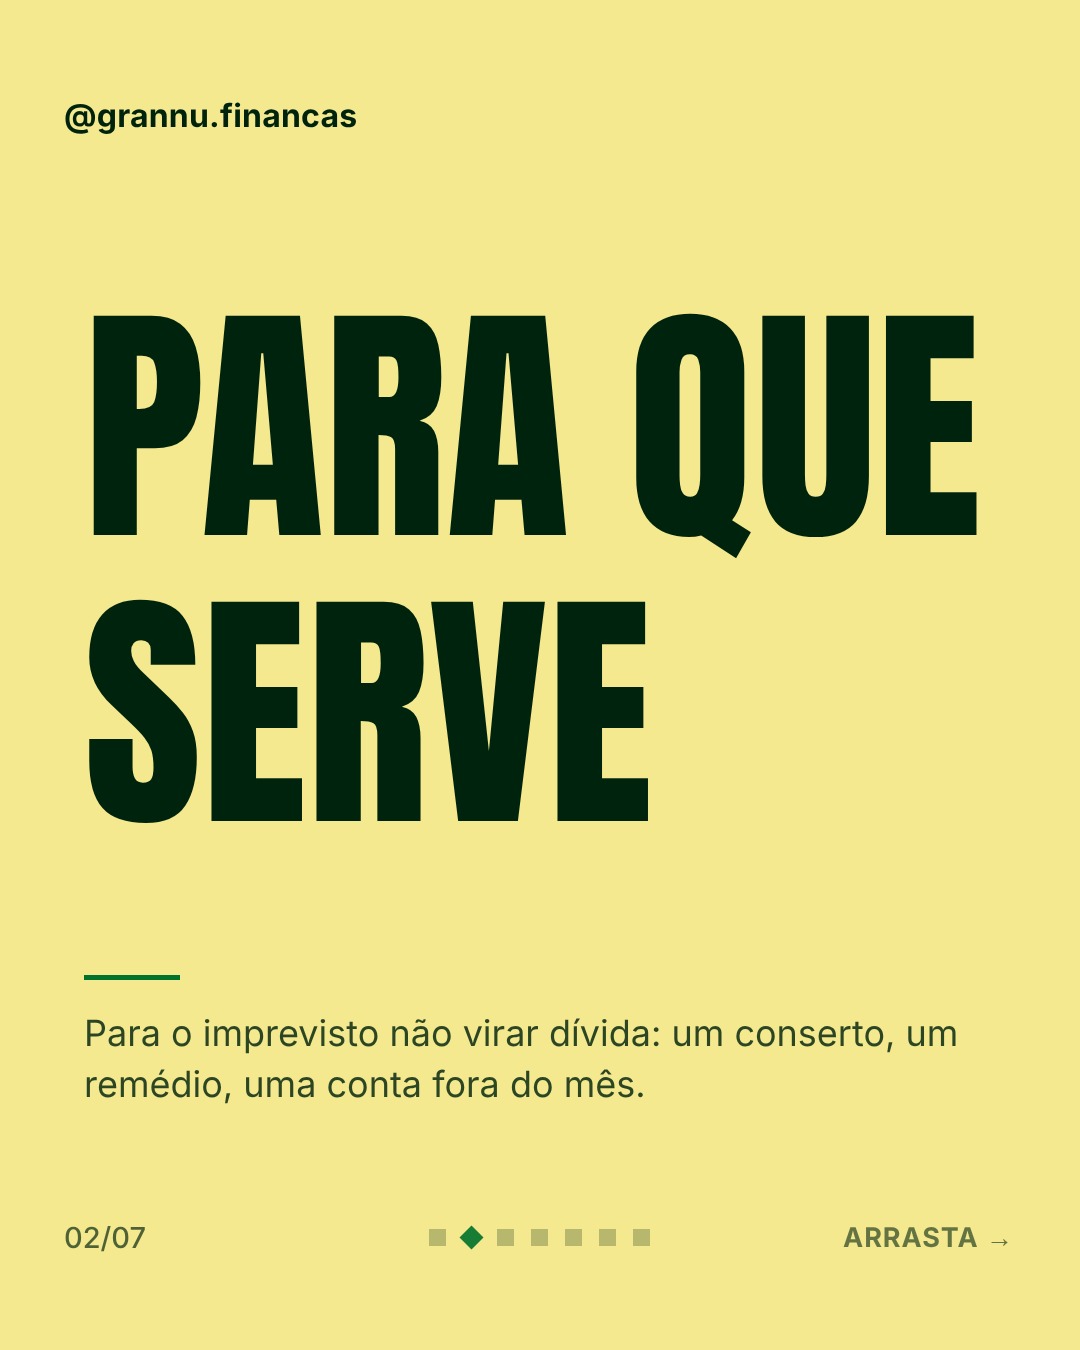 @grannu.financas
PARA QUE
SERVE
Para o imprevisto não virar dívida: um conserto, um
remédio, uma conta fora do mês.
02/07
ARRASTA →